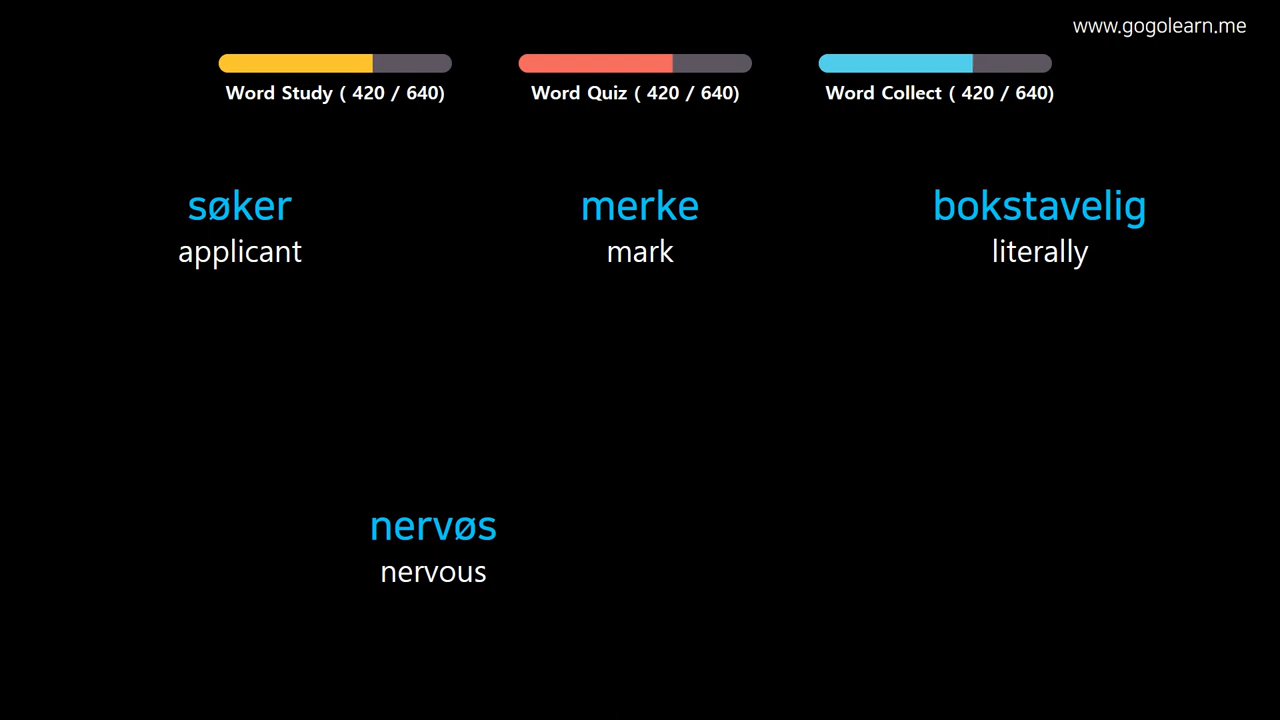 www.gogolearn.me
Word Study ( 420 / 640)
Word Quiz ( 420 / 640)
Word Collect ( 420 / 640)
søker
applicant
merke
mark
bokstavelig
literally
nervøs
nervous